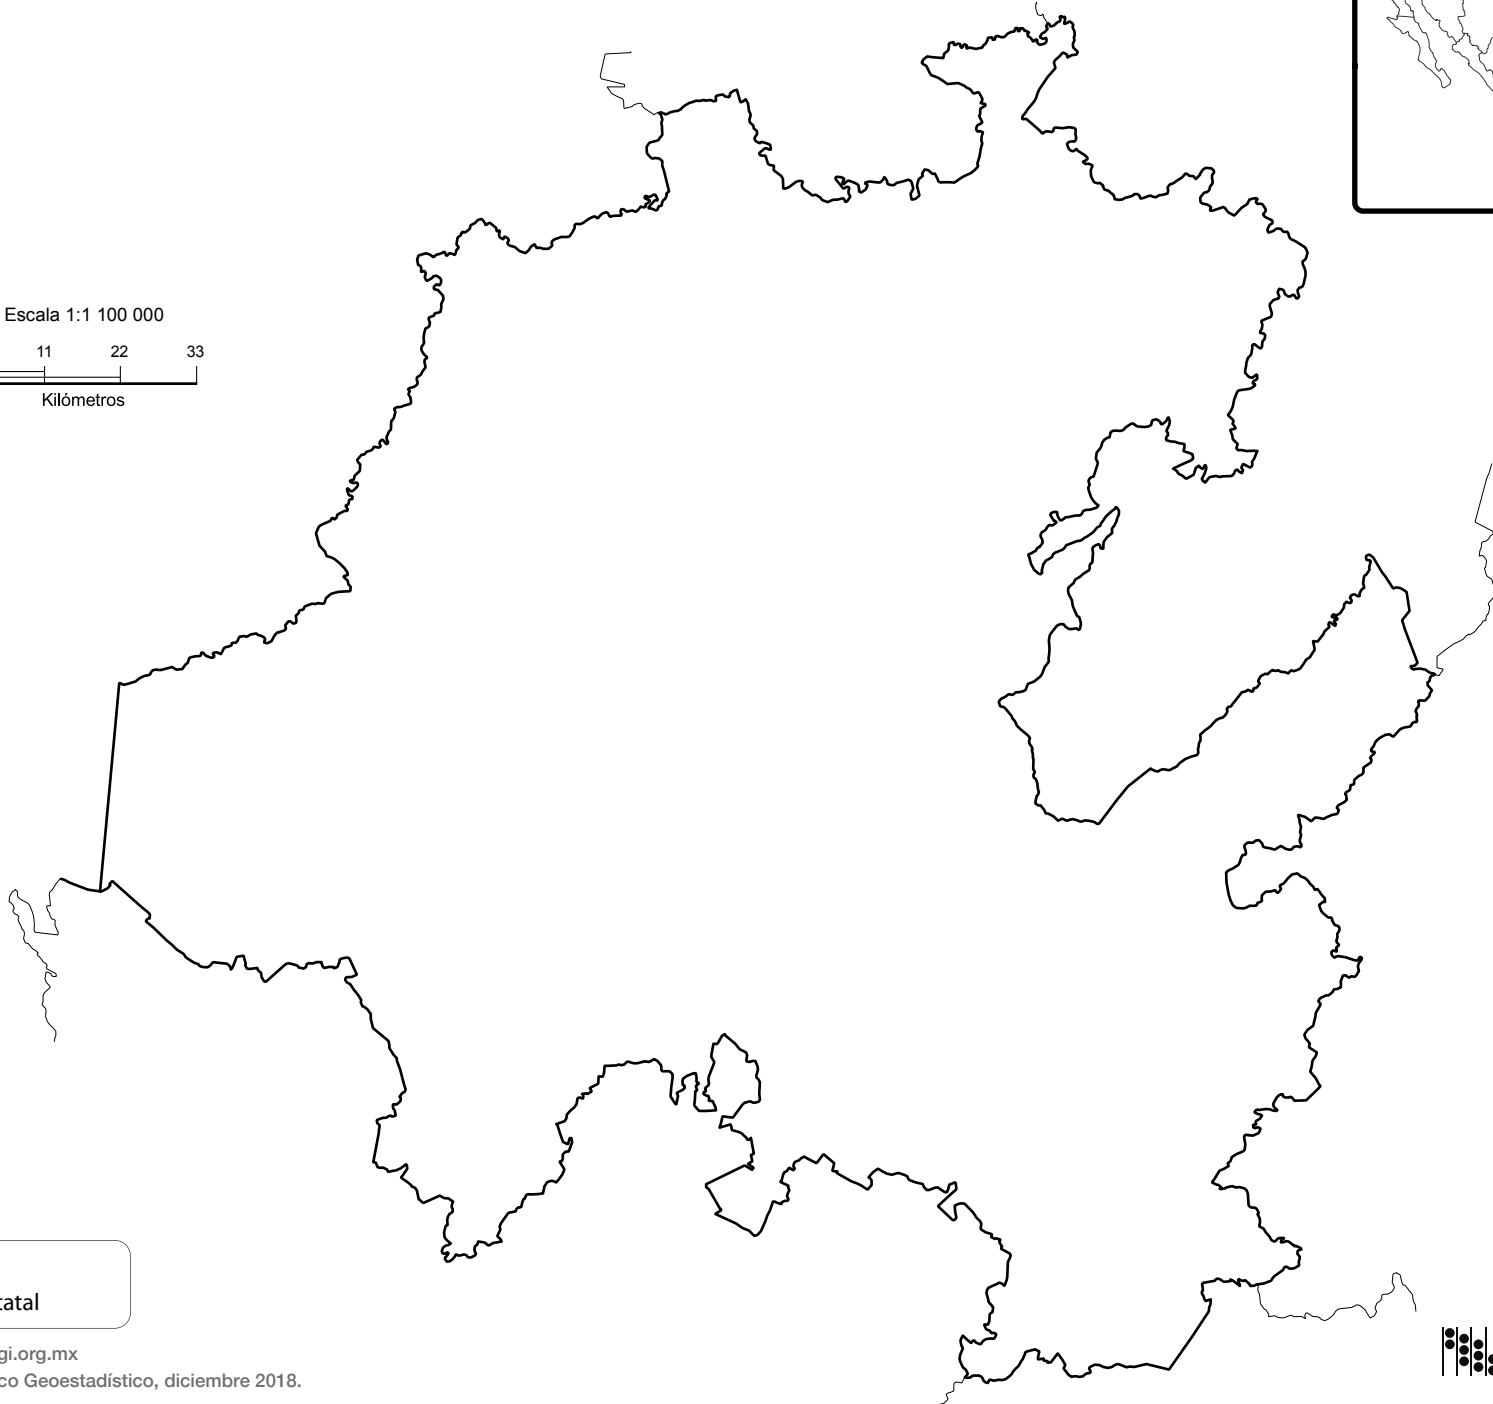 Escala 1:1 100 000
11 22 33
Kilómetros
tatal
gi.org.mx
co Geoestadístico, diciembre 2018.